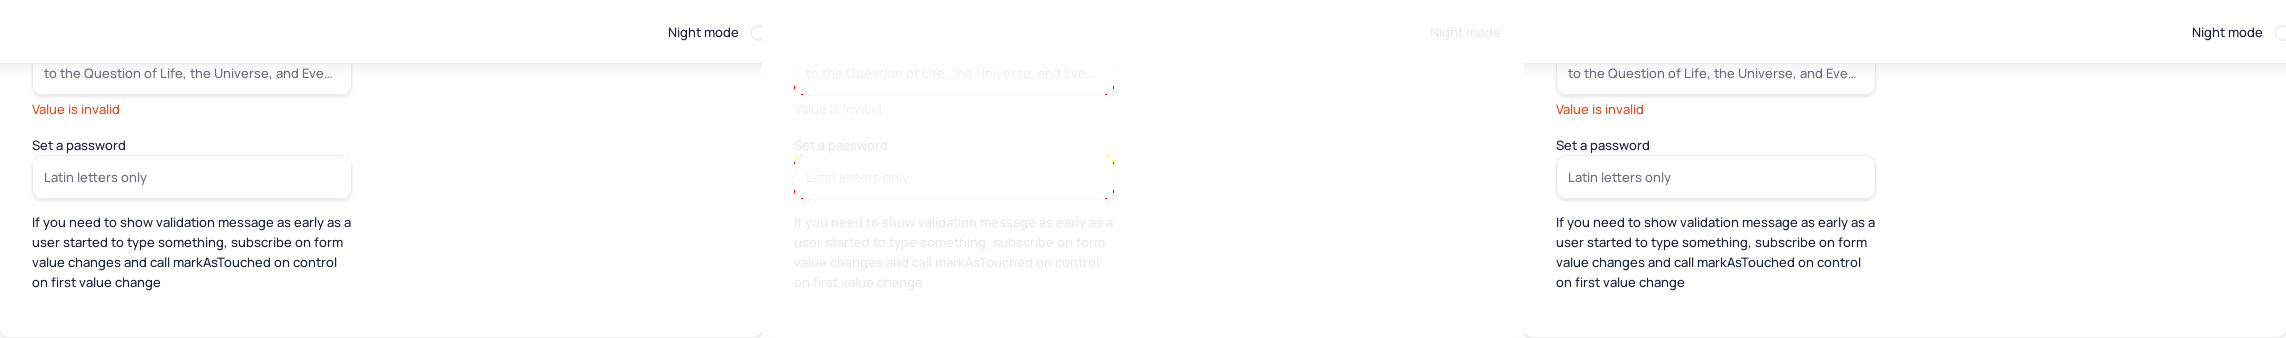 Night mode
to the Question of Life, the Universe, and Eve...
Value is invalid
Set a password
Latin letters only
If you need to show validation message as early as a
user started to type something, subscribe on form
value changes and call markAsTouched on control
on first value change
Night mode
to the Question of Life, the Universe, and Eve...
Value is invalid
Set a password
Latin letters only
If you need to show validation message as early as a
user started to type something, subscribe on form
value changes and call markAsTouched on control
on first value change
Night mode
to the Question of Life, the Universe, and Eve...
Value is invalid
Set a password
Latin letters only
If you need to show validation message as early as a
user started to type something, subscribe on form
value changes and call markAsTouched on control
on first value change